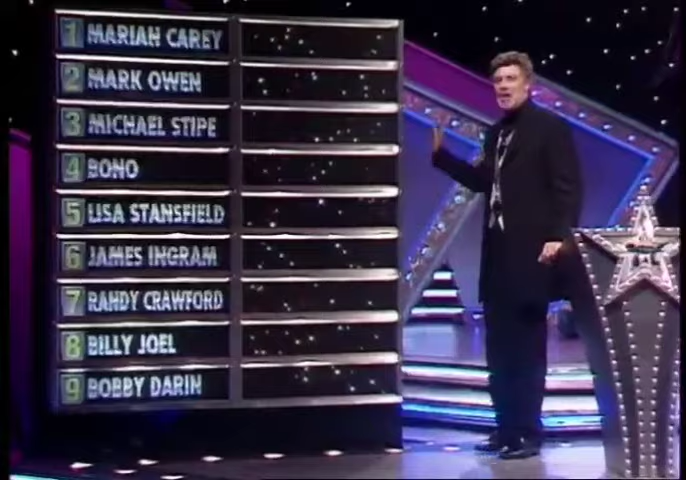 1 MARIAH CAREY
2 MARK OWEN
3 MICHAEL STIPE
4 BONO
5 LISA STANSFIELD
6 JAMES INGRAM
7 RANDY CRAWFORD
8 BILLY JOEL
9 BOBBY DARIN